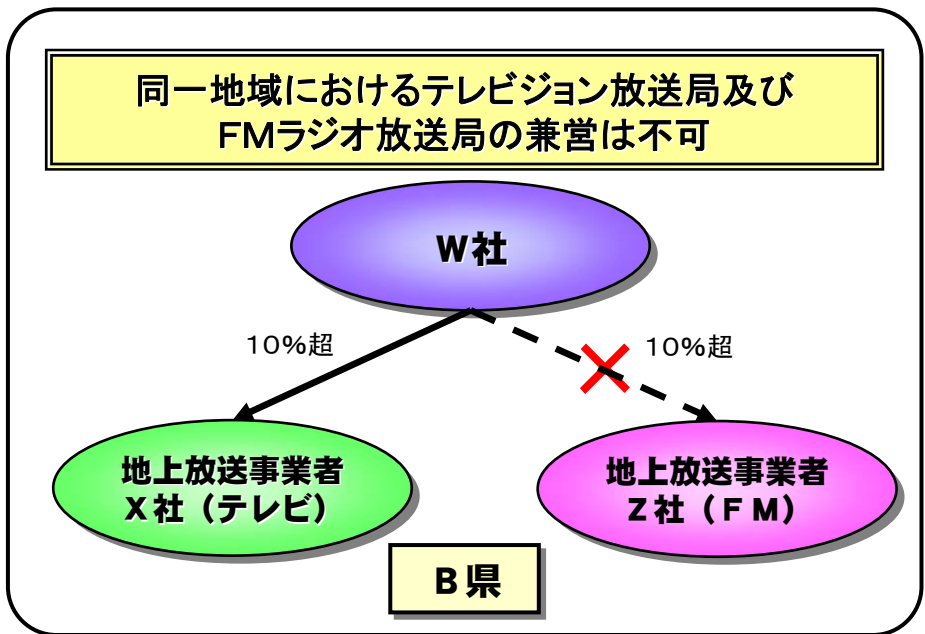 同一地域におけるテレビジョン放送局及び
FMラジオ放送局の兼営は不可
W社
10%超
10%超
地上放送事業者
X社（テレビ）
地上放送事業者
Z社（FM）
B県